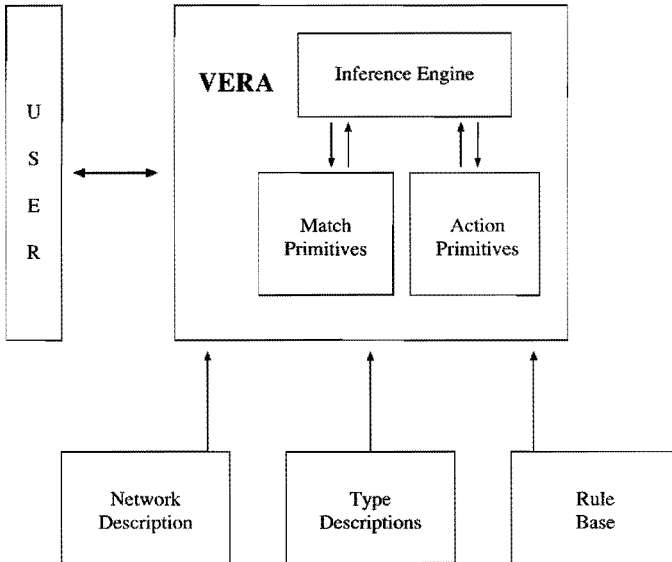 U
S
E
R
VERA
Inference Engine
Match
Primitives
Action
Primitives
Network
Description
Type
Descriptions
Rule
Base